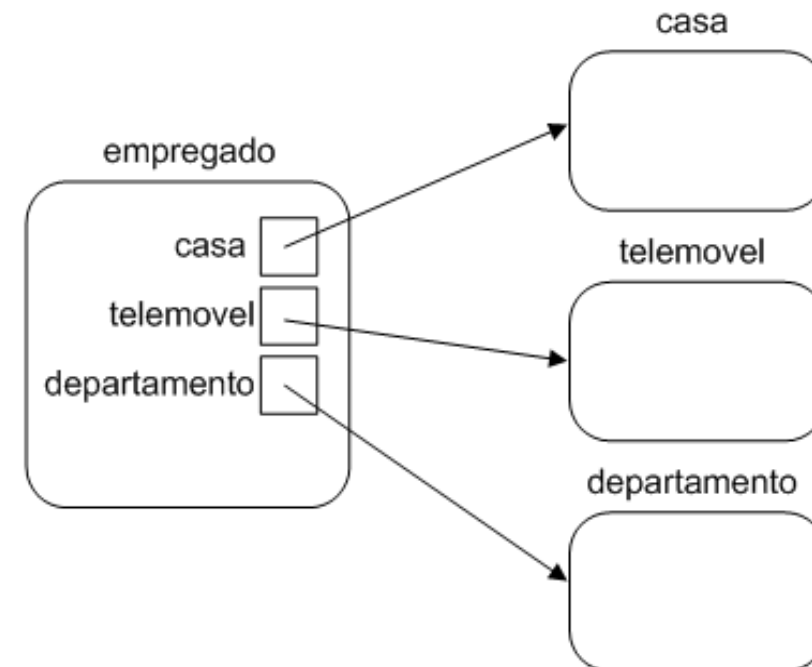 casa
empregado
casa
telemovel
telemovel
departamento
departamento